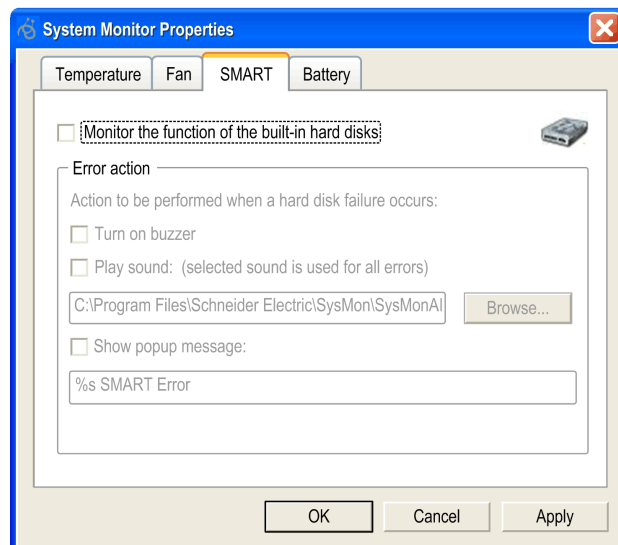 System Monitor Properties
Temperature Fan SMART Battery
Monitor the function of the built-in hard disks
Error action
Action to be performed when a hard disk failure occurs:
Turn on buzzer
Play sound: (selected sound is used for all errors)
C:\Program Files\Schneider Electric\SysMon\SysMonAl Browse...
Show popup message:
%s SMART Error
OK Cancel Apply